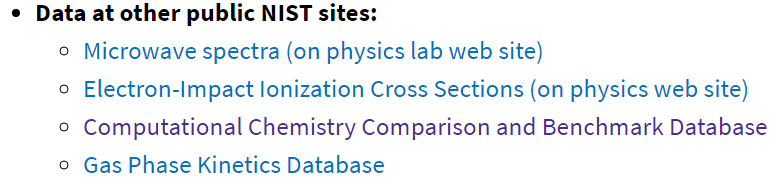 Data at other public NIST sites:
Microwave spectra (on physics lab web site)
Electron-Impact Ionization Cross Sections (on physics web site)
Computational Chemistry Comparison and Benchmark Database
Gas Phase Kinetics Database